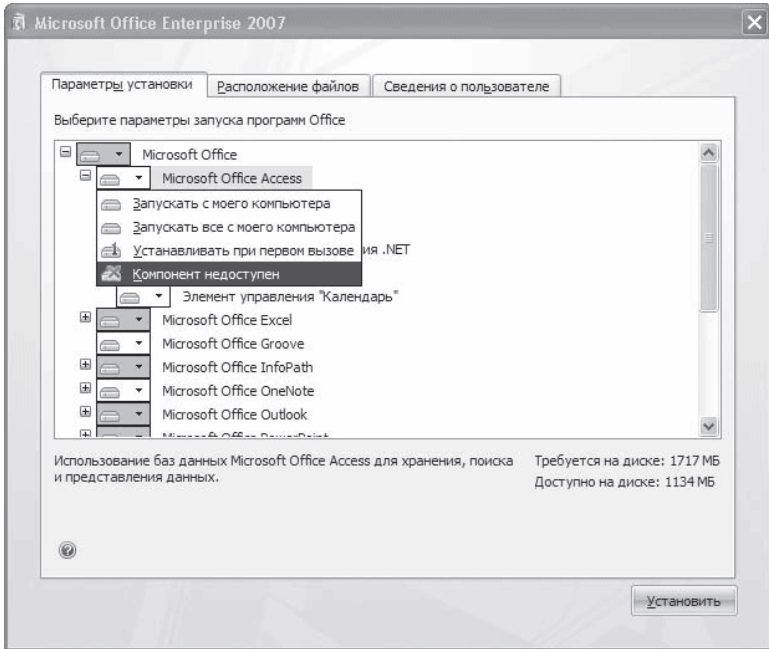 Microsoft Office Enterprise 2007
Параметры установки Расположение файлов Сведения о пользователе
Выберите параметры запуска программ Office
Microsoft Office
Microsoft Office Access
Запускать с моего компьютера
Запускать все с моего компьютера
Устанавливать при первом вызове ия .NET
Компонент недоступен
Элемент управления "Календарь"
Microsoft Office Excel
Microsoft Office Groove
Microsoft Office InfoPath
Microsoft Office OneNote
Microsoft Office Outlook
Microsoft Office PowerPoint
Использование баз данных Microsoft Office Access для хранения, поиска Требуется на диске: 1717 МБ
и представления данных. Доступно на диске: 1134 МБ
Установить